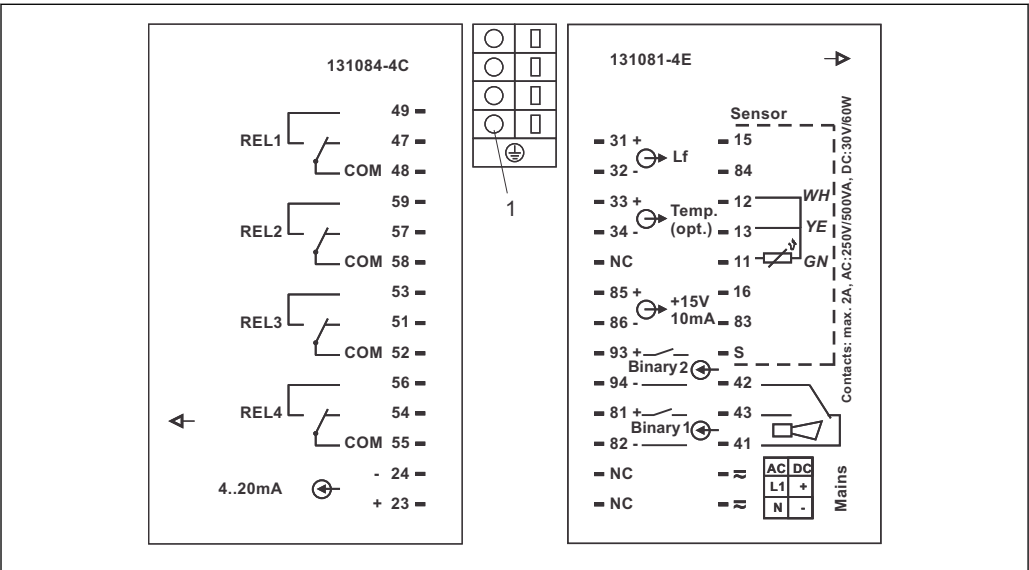 131084-4C
49
REL1 47
COM 48
59
REL2 57
COM 58
53
REL3 51
COM 52
56
REL4 54
COM 55
- 24
4..20mA
+ 23
1
131081-4E
Sensor
31 + 15
Lf
32 - 84
33 + 12 WH
Temp.
34 - (opt.) 13 YE
NC 11 GN
85 + 16
+15V
86 - 10mA 83
93 + S
Binary 2
94 - 42
81 + 43
Binary 1
82 - 41
NC ≂ AC DC
L1 +
NC ≂ N -
Mains
Contacts: max. 2A, AC:250V/500VA, DC:30V/60W